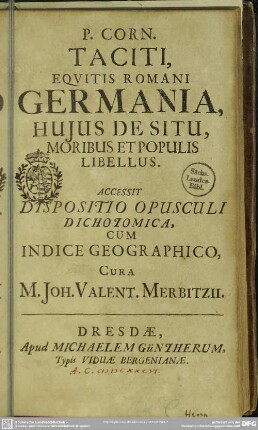 P. CORN.
TACITI,
EQVITIS ROMANI
GERMANIA,
HUJUS DE SITU,
MORIBUS ET POPULIS
LIBELLUS.
ACCESSIT
DISPOSITIO OPUSCULI
DICHOTOMICA,
CUM
INDICE GEOGRAPHICO,
CURA
M. JOH. VALENT. MERBITZII.
Sächs.
Landes-
Bibl.
DRESDÆ,
Apud MICHAELEM GÜNTHERUM,
Typis VIDUÆ BERGENIANÆ,
A. C.